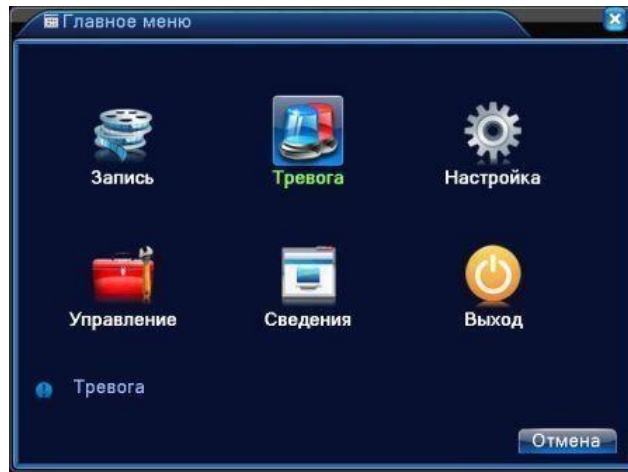 Главное меню
Запись
Тревога
Настройка
Управление
Сведения
Выход
Тревога
Отмена